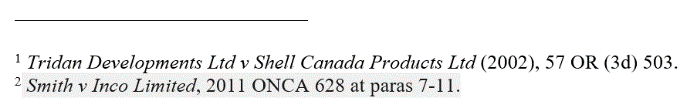 1 Tridan Developments Ltd v Shell Canada Products Ltd (2002), 57 OR (3d) 503.
2 Smith v Inco Limited, 2011 ONCA 628 at paras 7-11.